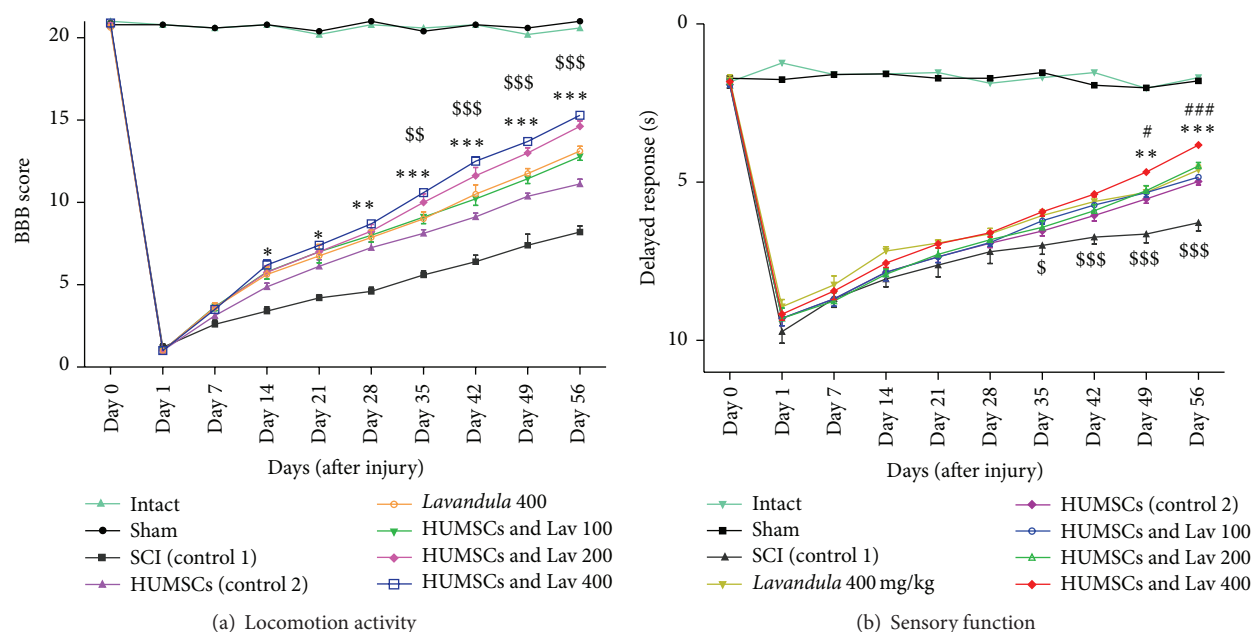 BBB score
20
15
10
5
0
*
*
**
***
$$
***
$$$
***
$$$
***
$$$
Day 0
Day 1
Day 7
Day 14
Day 21
Day 28
Day 35
Day 42
Day 49
Day 56
Days (after injury)
Intact
Sham
SCI (control 1)
HUMSCs (control 2)
Lavandula 400
HUMSCs and Lav 100
HUMSCs and Lav 200
HUMSCs and Lav 400
(a) Locomotion activity
Delayed response (s)
0
5
10
#
**
###
***
$
$$$
$$$
$$$
Day 0
Day 1
Day 7
Day 14
Day 21
Day 28
Day 35
Day 42
Day 49
Day 56
Days (after injury)
Intact
Sham
SCI (control 1)
Lavandula 400 mg/kg
HUMSCs (control 2)
HUMSCs and Lav 100
HUMSCs and Lav 200
HUMSCs and Lav 400
(b) Sensory function